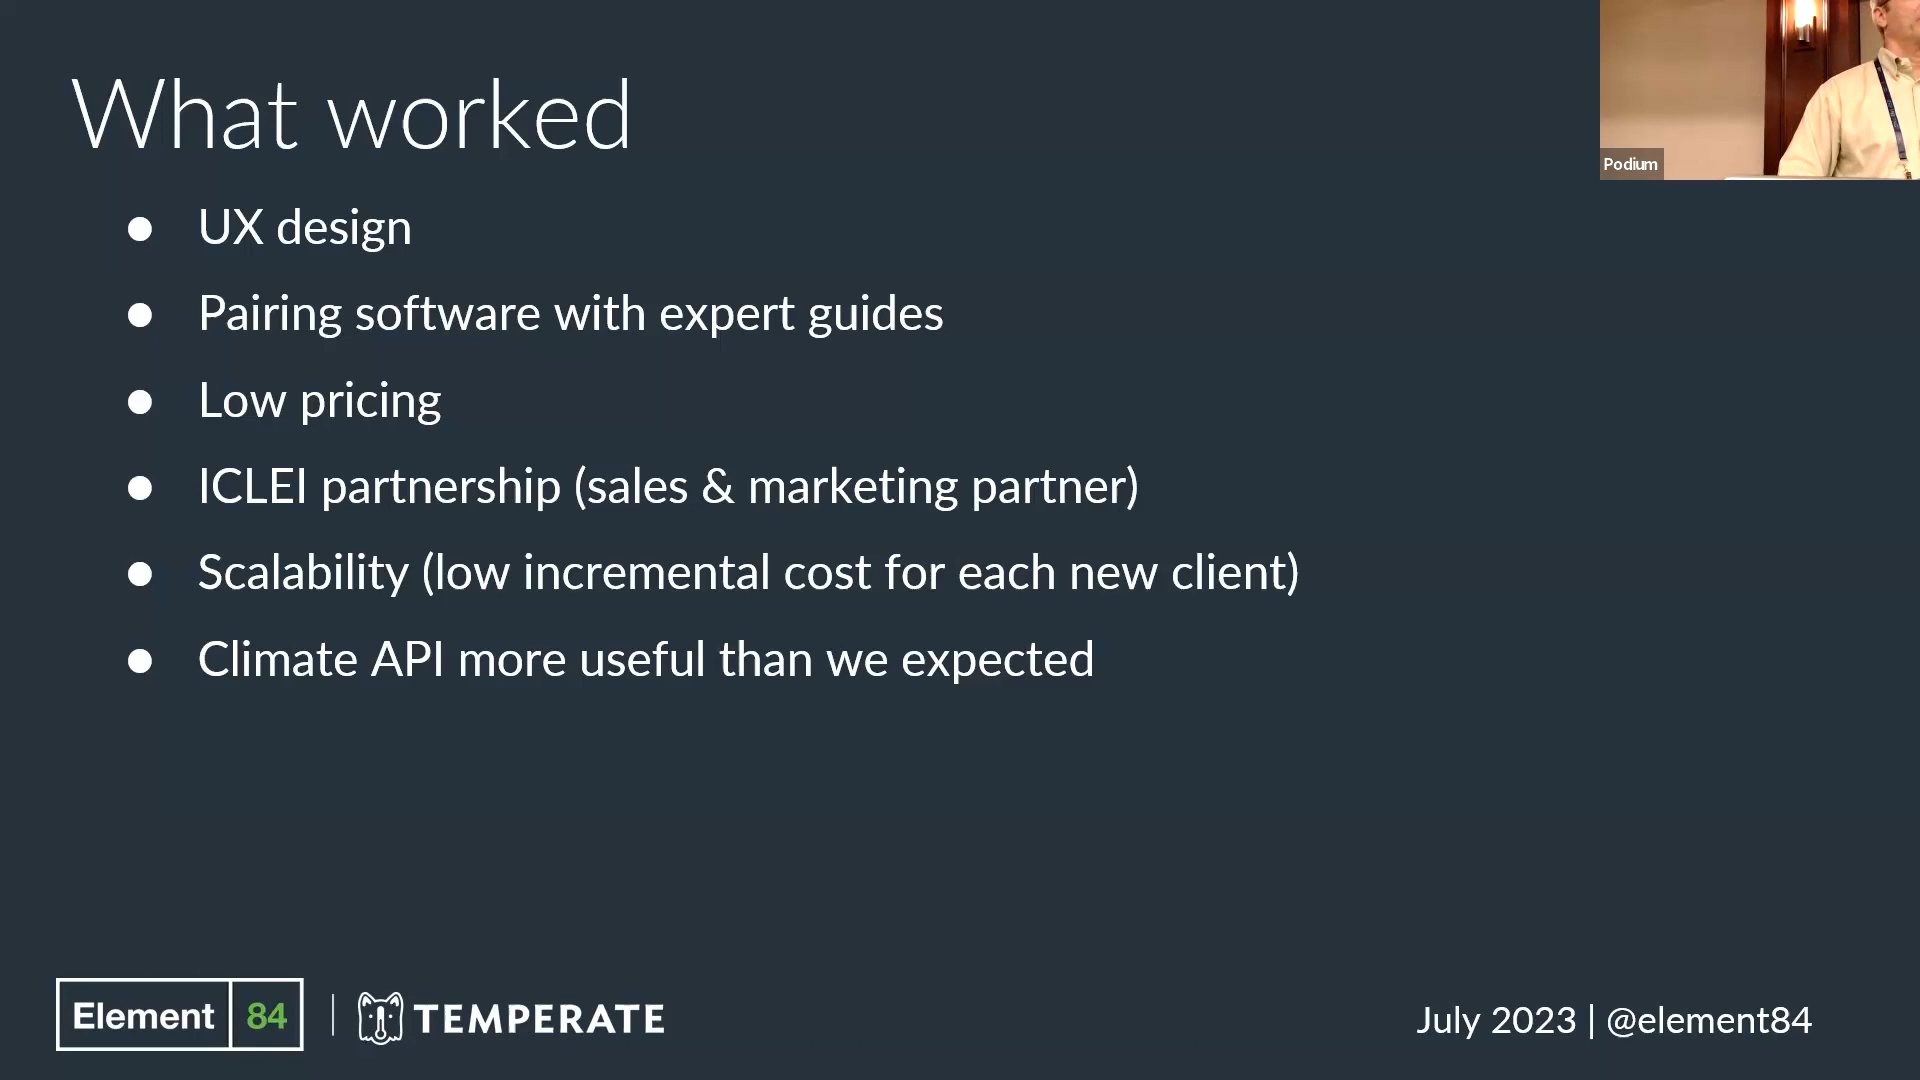 What worked
Podium
● UX design
● Pairing software with expert guides
● Low pricing
● ICLEI partnership (sales & marketing partner)
● Scalability (low incremental cost for each new client)
● Climate API more useful than we expected
Element 84 | TEMPERATE
July 2023 | @element84